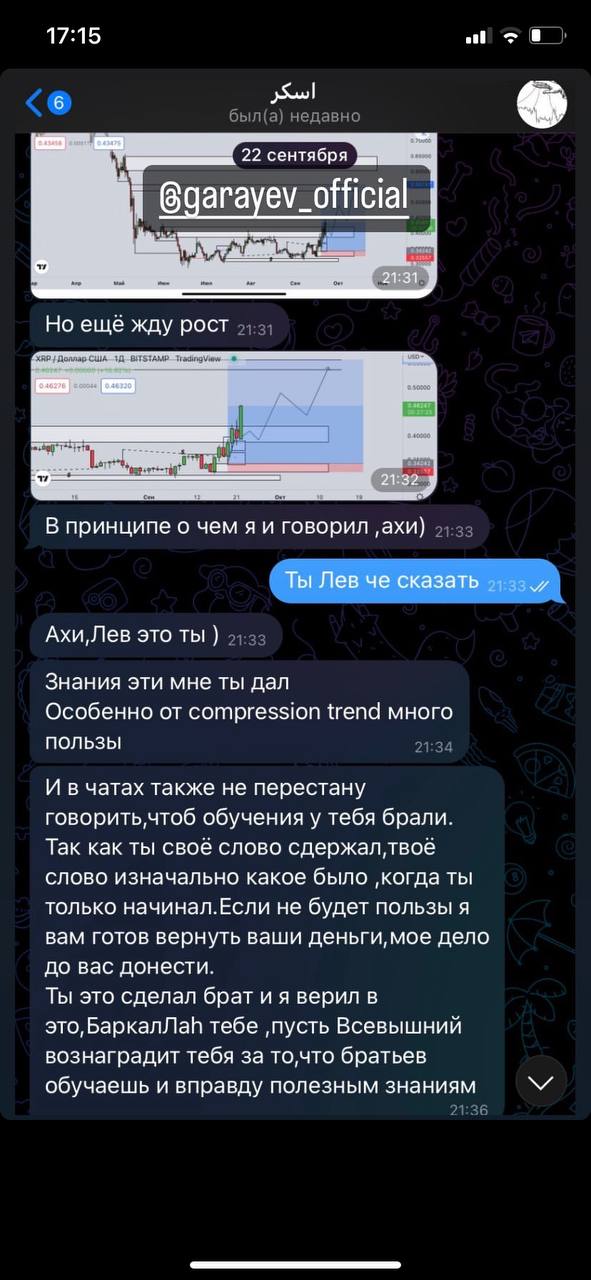 17:15
6
اسکر
был(а) недавно
0.43458
0.43475
22 сентября
@garayev_official
Апр
Май
Июн
Июл
Авг
Сен
Окт
21:31
Но ещё жду рост 21:31
XRP / Доллар США 1Д BITSTAMP TradingView
USD
0.46276
0.00044
0.46320
0.50000
0.46247
0.40000
0.34242
15
Сен
12
21
Окт
10
19
21:32
В принципе о чем я и говорил ,ахи) 21:33
Ты Лев че сказать 21:33
Ахи,Лев это ты ) 21:33
Знания эти мне ты дал
Особенно от compression trend много
пользы 21:34
И в чатах также не перестану
говорить,чтоб обучения у тебя брали.
Так как ты своё слово сдержал,твоё
слово изначально какое было ,когда ты
только начинал.Если не будет пользы я
вам готов вернуть ваши деньги,мое дело
до вас донести.
Ты это сделал брат и я верил в
это,БаркалЛаh тебе ,пусть Всевышний
вознаградит тебя за то,что братьев
обучаешь и вправду полезным знаниям
21:36